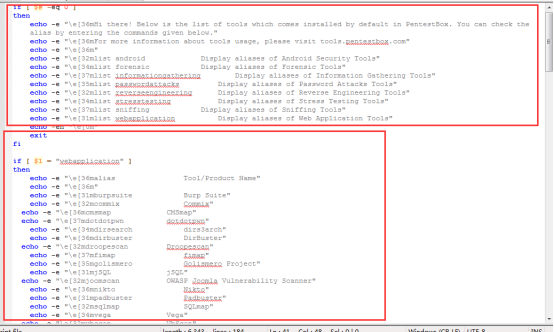 if [ $# -eq 0 ]
then
echo -e "\e[36mHi there! Below is the list of tools which comes installed by default in PentestBox. You can check the
alias by entering the commands given below."
echo -e "\e[36mFor more information about tools usage, please visit tools.pentestbox.com"
echo -e "\e[36m"
echo -e "\e[32mlist android Display aliases of Android Security Tools"
echo -e "\e[35mlist forensic Display aliases of Forensic Tools"
echo -e "\e[37mlist informationgathering Display aliases of Information Gathering Tools"
echo -e "\e[35mlist passwordattacks Display aliases of Password Attacks Tools"
echo -e "\e[32mlist reverseengineering Display aliases of Reverse Engineering Tools"
echo -e "\e[34mlist stresstesting Display aliases of Stress Testing Tools"
echo -e "\e[37mlist sniffing Display aliases of Sniffing Tools"
echo -e "\e[31mlist webapplication Display aliases of Web Application Tools"
echo -en "\e[0m"
exit
fi
if [ $1 = "webapplication" ]
then
echo -e "\e[36malias Tool/Product Name"
echo -e "\e[36m"
echo -e "\e[31mburpsuite Burp Suite"
echo -e "\e[32mcommix Commix"
echo -e "\e[36mcmsmap CMSmap"
echo -e "\e[37mdotdotpwn dotdotpwn"
echo -e "\e[34mdirsearch dirs3arch"
echo -e "\e[36mdirbuster DirBuster"
echo -e "\e[32mdroopescan Droopescan"
echo -e "\e[37mfimap fimap"
echo -e "\e[35mgolismero Golismero Project"
echo -e "\e[31mjSQL jSQL"
echo -e "\e[32mjoomscan OWASP Joomla Vulnerability Scanner"
echo -e "\e[36mnikto Nikto"
echo -e "\e[31mpadbuster Padbuster"
echo -e "\e[32msqlmap SQLmap"
echo -e "\e[34mvega Vega"